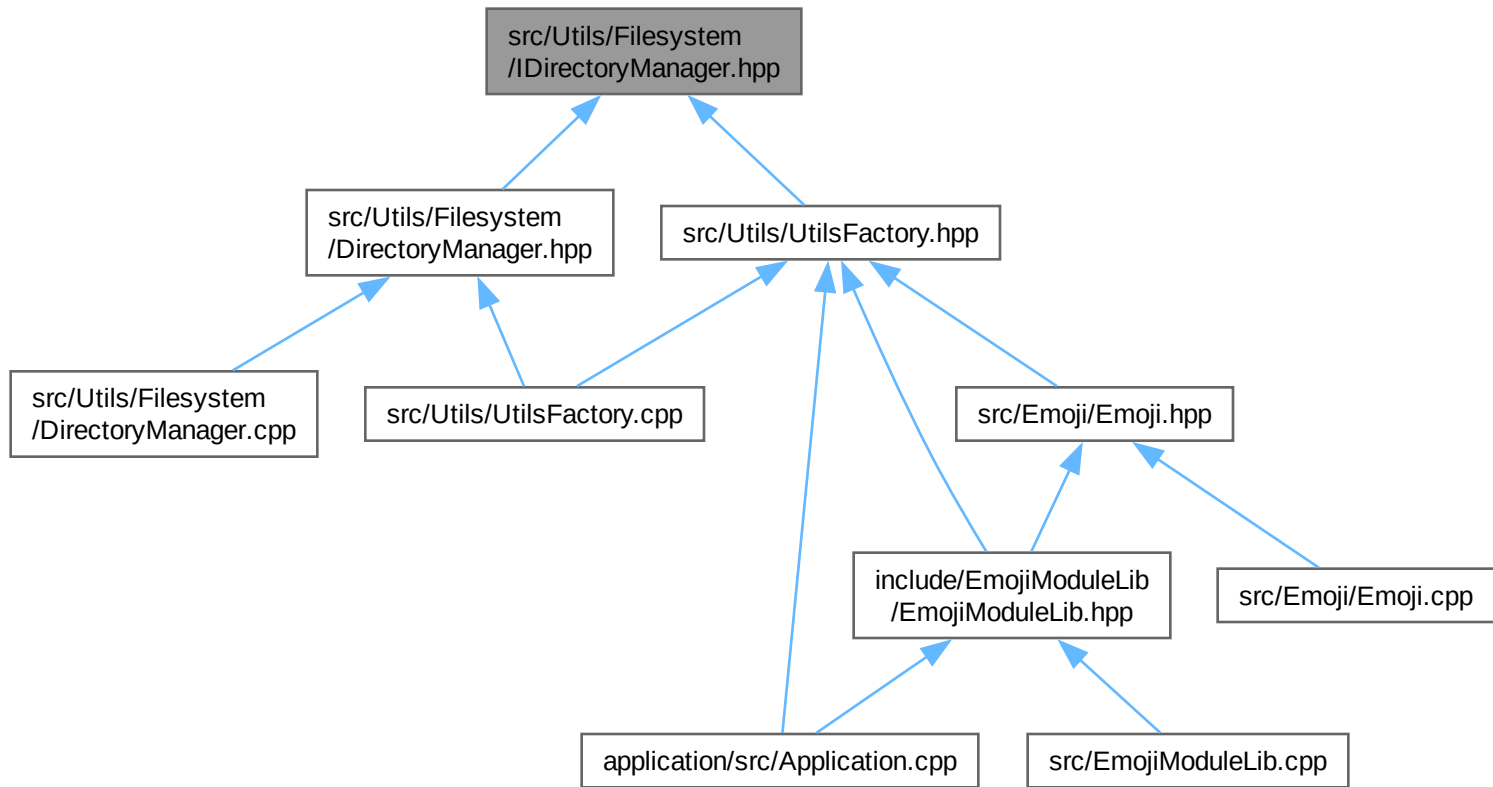 src/Utils/Filesystem
/IDirectoryManager.hpp
src/Utils/Filesystem
/DirectoryManager.hpp
src/Utils/UtilsFactory.hpp
src/Utils/Filesystem
/DirectoryManager.cpp
src/Utils/UtilsFactory.cpp
src/Emoji/Emoji.hpp
include/EmojiModuleLib
/EmojiModuleLib.hpp
src/Emoji/Emoji.cpp
application/src/Application.cpp
src/EmojiModuleLib.cpp